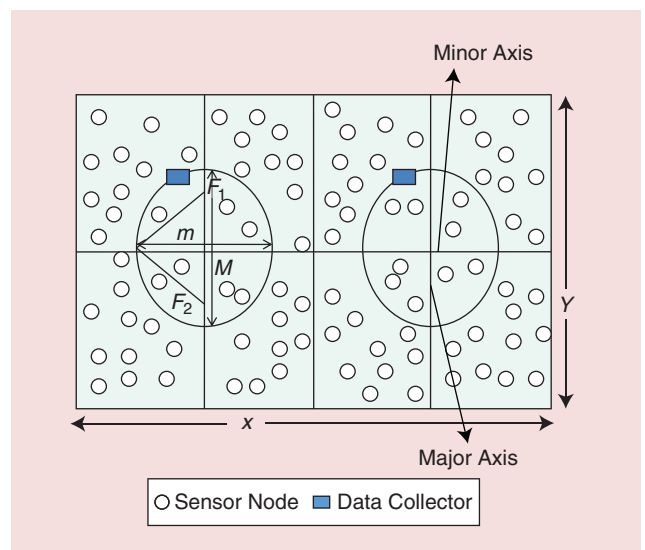 Minor Axis
F1
m
M
F2
Y
x
Major Axis
Sensor Node
Data Collector